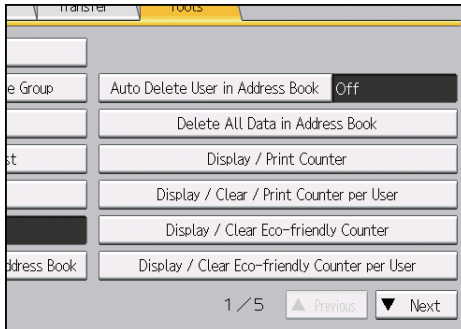 Transfer Tools
e Group Auto Delete User in Address Book Off
Delete All Data in Address Book
st Display / Print Counter
Display / Clear / Print Counter per User
Display / Clear Eco-friendly Counter
ddress Book Display / Clear Eco-friendly Counter per User
1/5 ▲ Previous ▼ Next